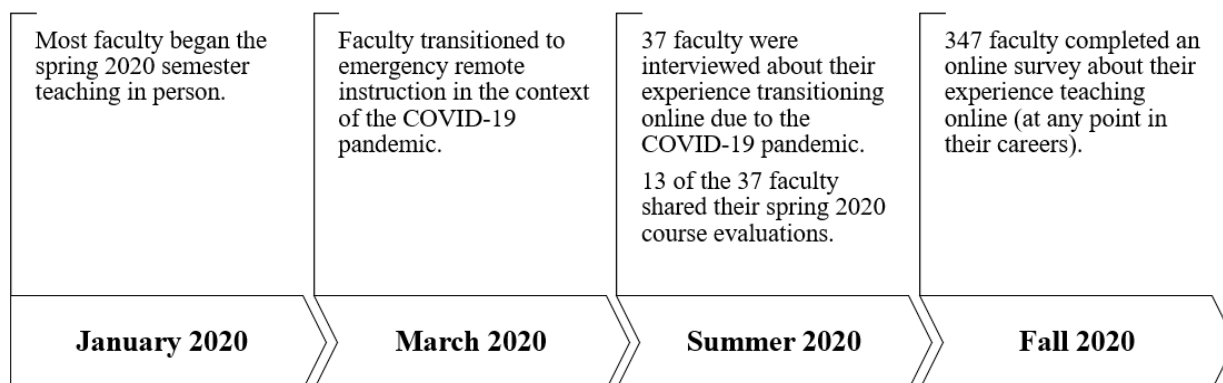 Most faculty began the
spring 2020 semester
teaching in person.
Faculty transitioned to
emergency remote
instruction in the context
of the COVID-19
pandemic.
37 faculty were
interviewed about their
experience transitioning
online due to the
COVID-19 pandemic.
13 of the 37 faculty
shared their spring 2020
course evaluations.
347 faculty completed an
online survey about their
experience teaching
online (at any point in
their careers).
January 2020
March 2020
Summer 2020
Fall 2020